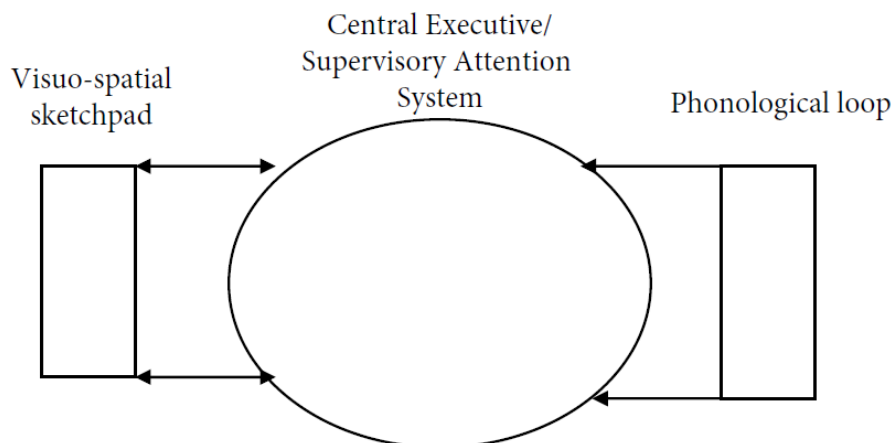 Central Executive/
Supervisory Attention
System
Visuo-spatial
sketchpad
Phonological loop